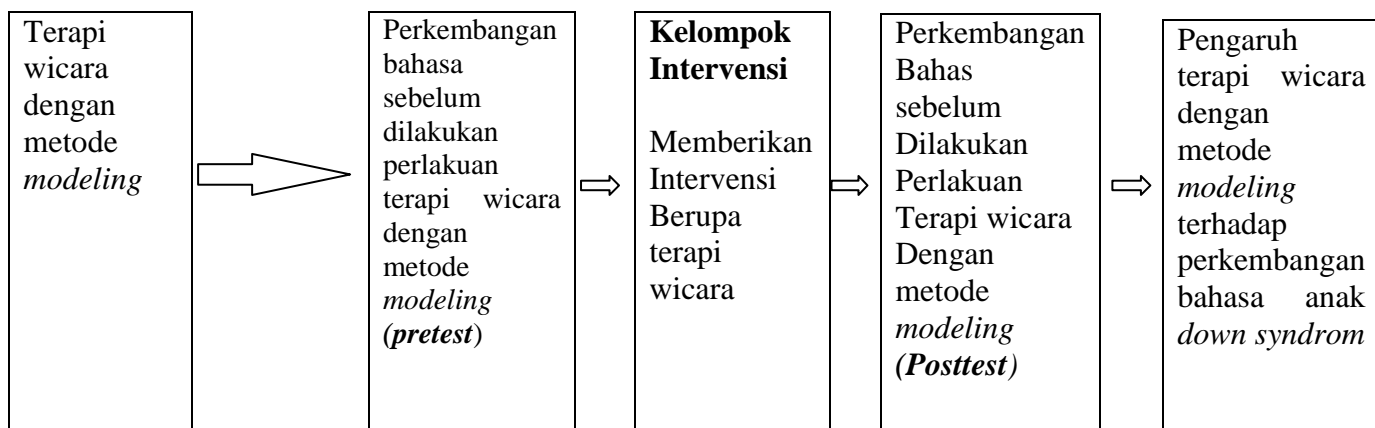 Terapi
wicara
dengan
metode
modeling
Perkembangan
bahasa
sebelum
dilakukan
perlakuan
terapi wicara
dengan
metode
modeling
(pretest)
Kelompok
Intervensi
Memberikan
Intervensi
Berupa
terapi
wicara
Perkembangan
Bahas
sebelum
Dilakukan
Perlakuan
Terapi wicara
Dengan
metode
modeling
(Posttest)
Pengaruh
terapi wicara
dengan
metode
modeling
terhadap
perkembangan
bahasa anak
down syndrom